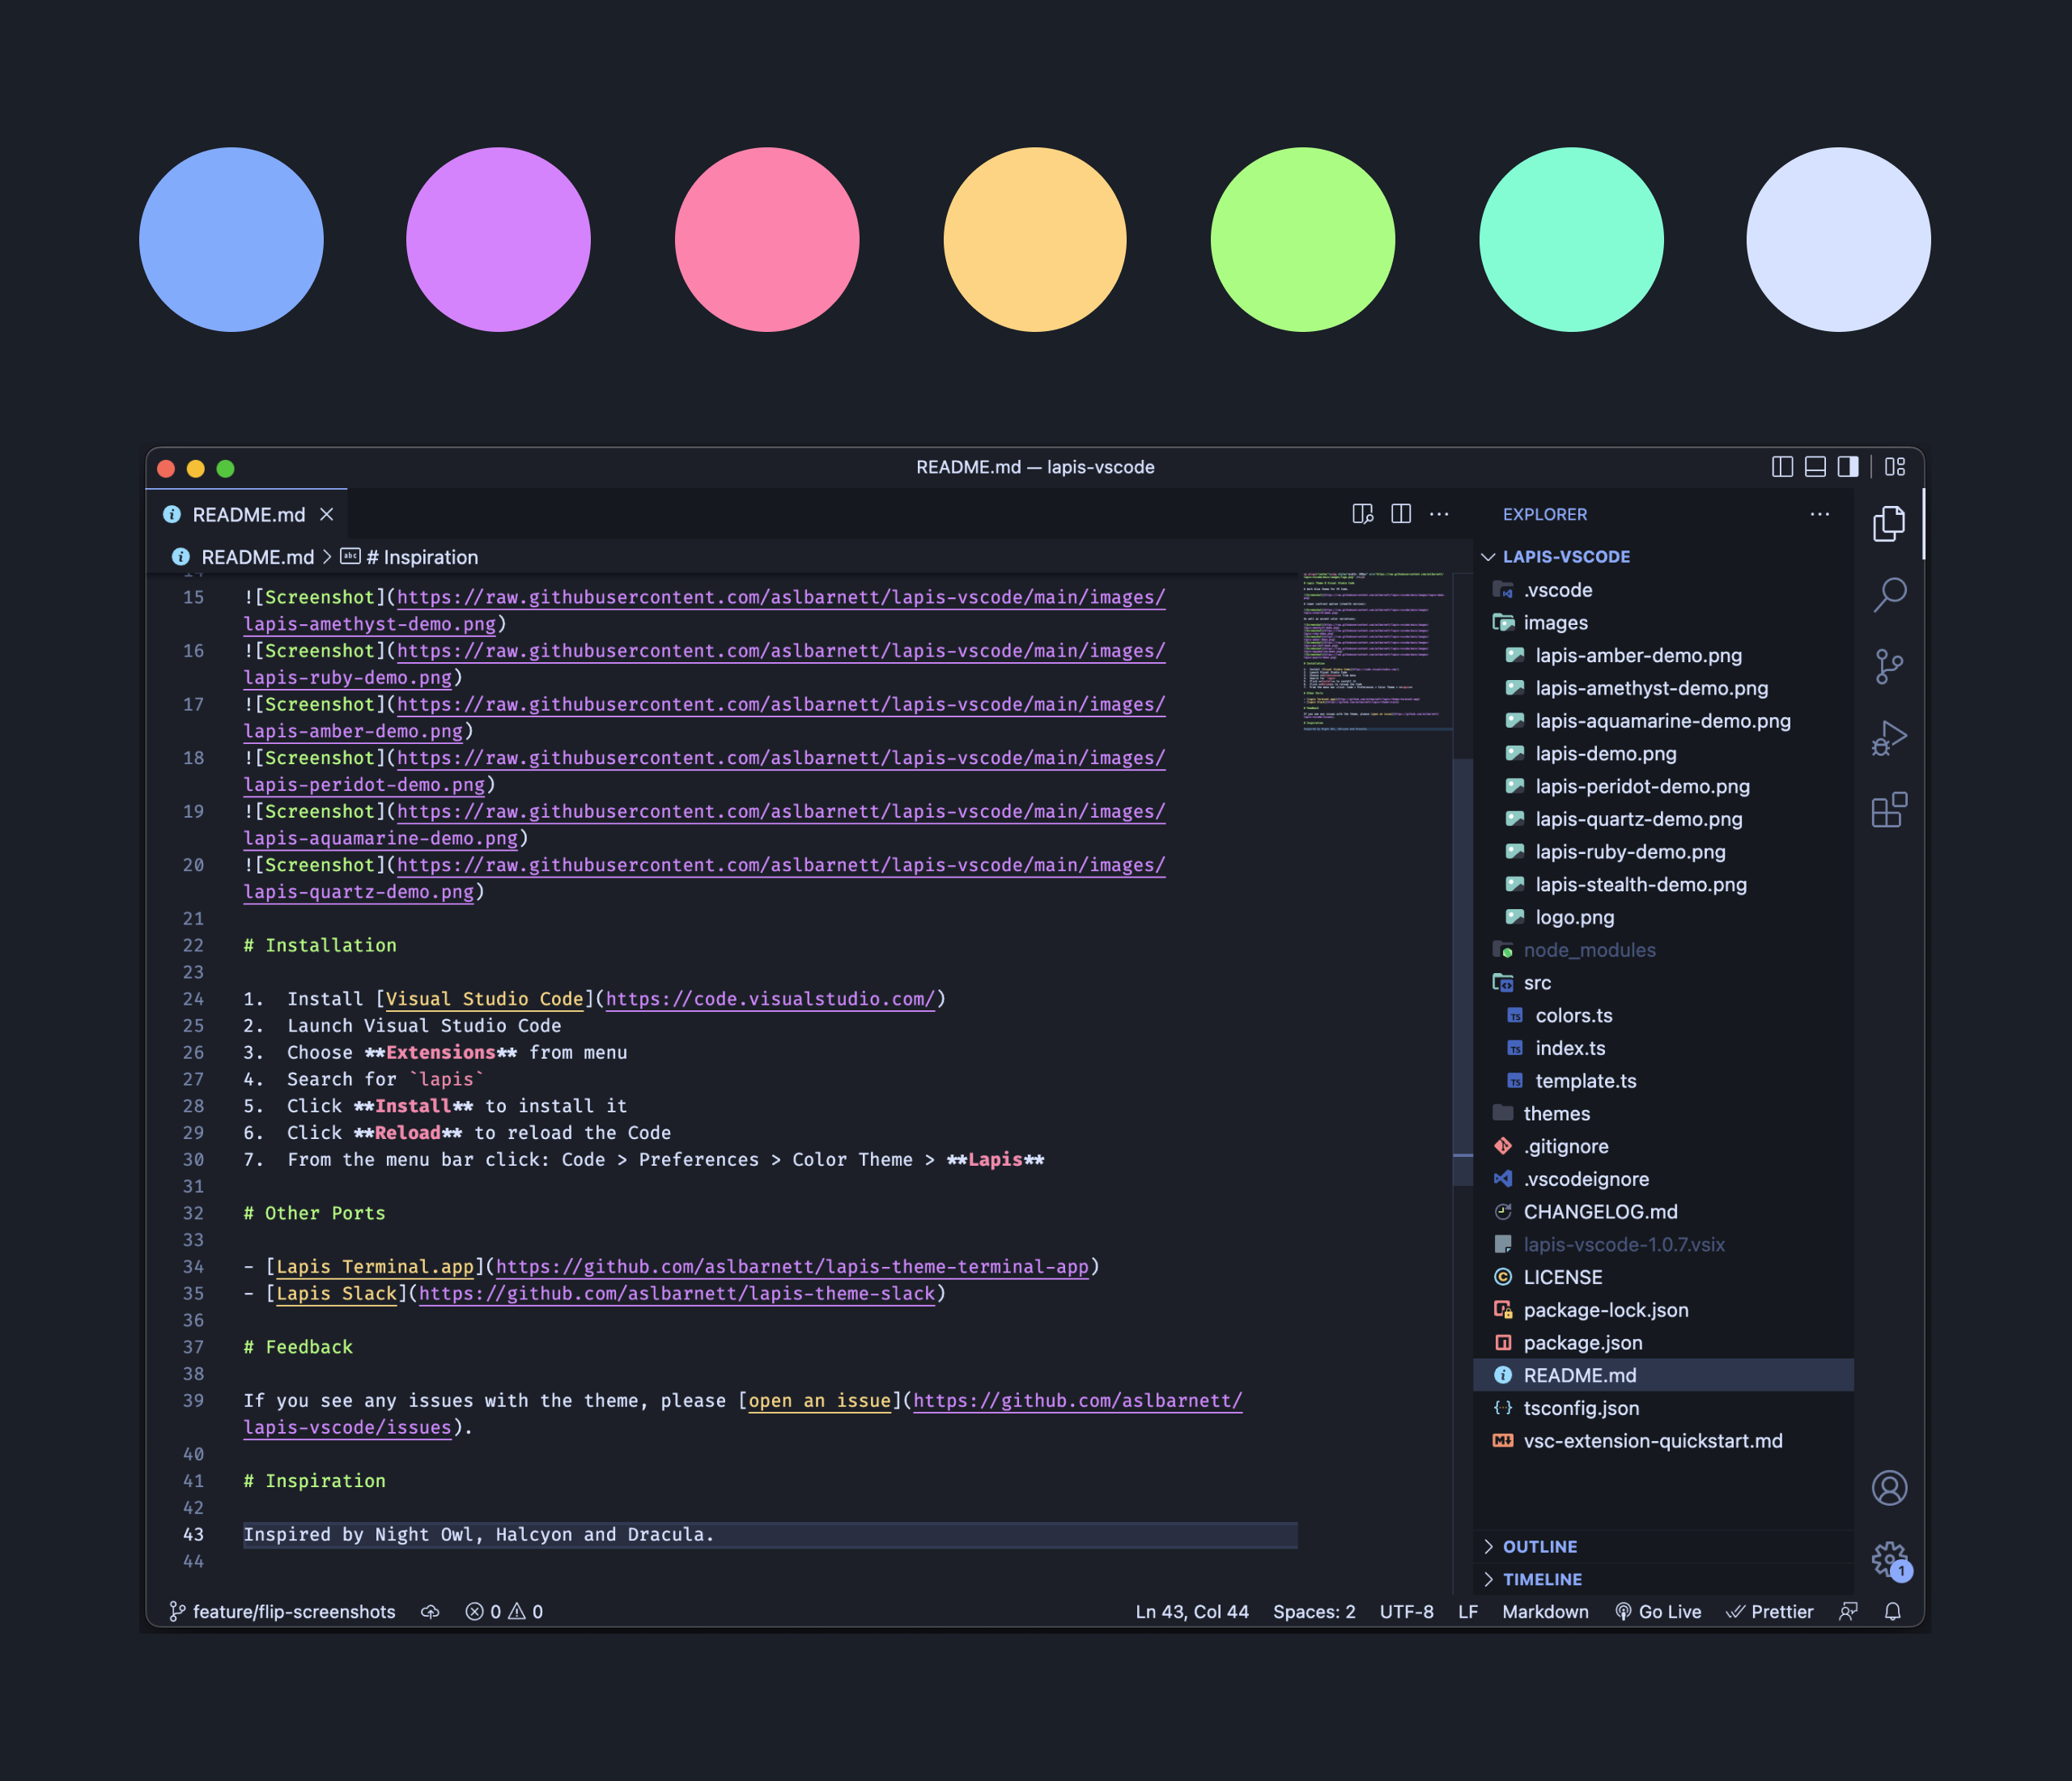 README.md — lapis-vscode
README.md
README.md > # Inspiration
15 ![Screenshot](https://raw.githubusercontent.com/aslbarnett/lapis-vscode/main/images/
lapis-amethyst-demo.png)
16 ![Screenshot](https://raw.githubusercontent.com/aslbarnett/lapis-vscode/main/images/
lapis-ruby-demo.png)
17 ![Screenshot](https://raw.githubusercontent.com/aslbarnett/lapis-vscode/main/images/
lapis-amber-demo.png)
18 ![Screenshot](https://raw.githubusercontent.com/aslbarnett/lapis-vscode/main/images/
lapis-peridot-demo.png)
19 ![Screenshot](https://raw.githubusercontent.com/aslbarnett/lapis-vscode/main/images/
lapis-aquamarine-demo.png)
20 ![Screenshot](https://raw.githubusercontent.com/aslbarnett/lapis-vscode/main/images/
lapis-quartz-demo.png)
21
22 # Installation
23
24 1. Install [Visual Studio Code](https://code.visualstudio.com/)
25 2. Launch Visual Studio Code
26 3. Choose **Extensions** from menu
27 4. Search for `lapis`
28 5. Click **Install** to install it
29 6. Click **Reload** to reload the Code
30 7. From the menu bar click: Code > Preferences > Color Theme > **Lapis**
31
32 # Other Ports
33
34 - [Lapis Terminal.app](https://github.com/aslbarnett/lapis-theme-terminal-app)
35 - [Lapis Slack](https://github.com/aslbarnett/lapis-theme-slack)
36
37 # Feedback
38
39 If you see any issues with the theme, please [open an issue](https://github.com/aslbarnett/
lapis-vscode/issues).
40
41 # Inspiration
42
43 Inspired by Night Owl, Halcyon and Dracula.
44
EXPLORER
LAPIS-VSCODE
.vscode
images
lapis-amber-demo.png
lapis-amethyst-demo.png
lapis-aquamarine-demo.png
lapis-demo.png
lapis-peridot-demo.png
lapis-quartz-demo.png
lapis-ruby-demo.png
lapis-stealth-demo.png
logo.png
node_modules
src
colors.ts
index.ts
template.ts
themes
.gitignore
.vscodeignore
CHANGELOG.md
lapis-vscode-1.0.7.vsix
LICENSE
package-lock.json
package.json
README.md
tsconfig.json
vsc-extension-quickstart.md
OUTLINE
TIMELINE
1
feature/flip-screenshots 0 0 Ln 43, Col 44 Spaces: 2 UTF-8 LF Markdown Go Live Prettier